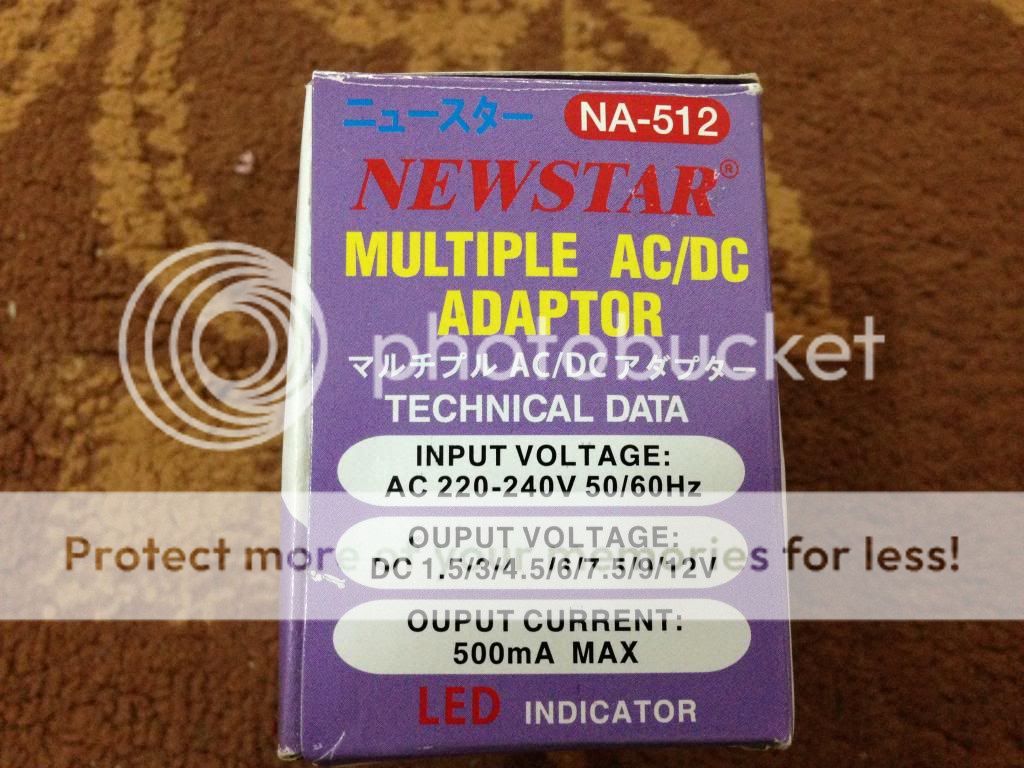 ニュースター NA-512
NEWSTAR®
MULTIPLE AC/DC
ADAPTOR
photobucket
マルチプル AC/DC アダプター
TECHNICAL DATA
INPUT VOLTAGE:
AC 220-240V 50/60Hz
OUPUT VOLTAGE:
Protect more of your memories for less!
DC 1.5/3/4.5/6/7.5/9/12V
OUPUT CURRENT:
500mA MAX
LED INDICATOR